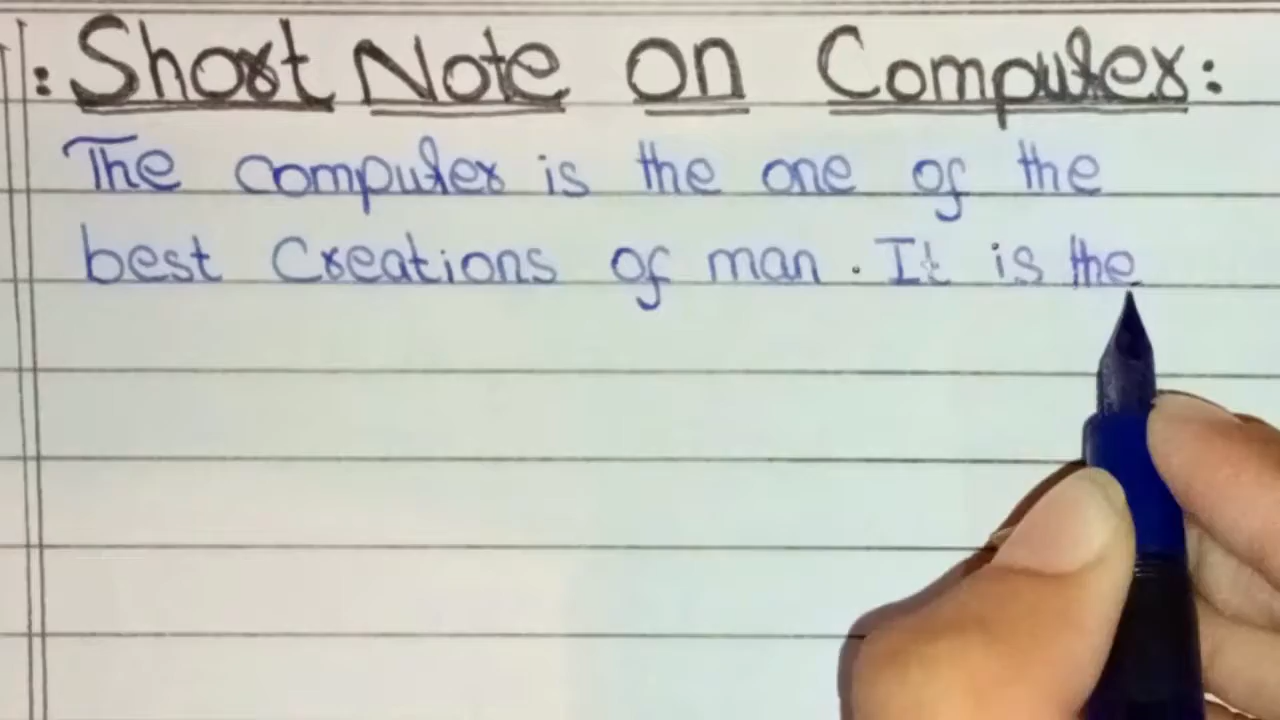 : Short Note on Computer:
The computer is the one of the
best Creations of man. It is the